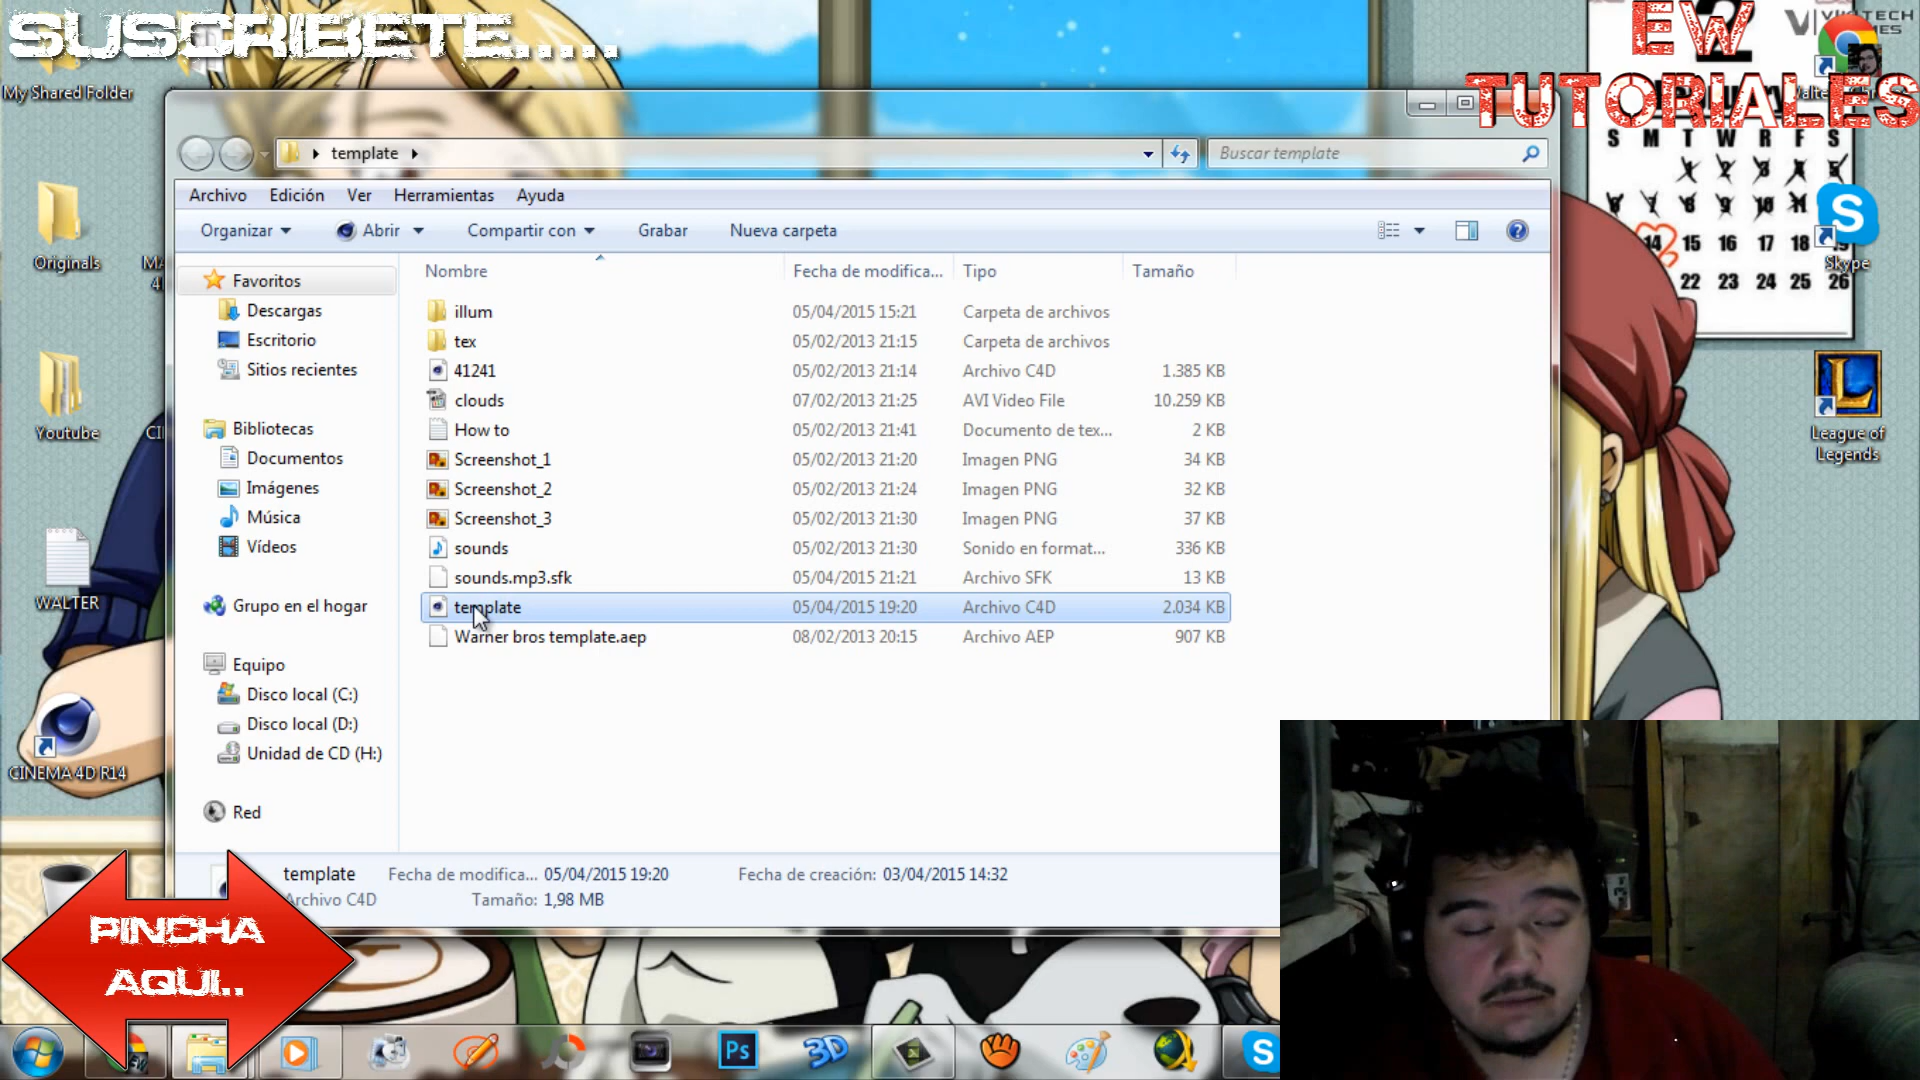 SUSCRIBETE.....
EW
TUTORIALES
My Shared Folder
Originals
Youtube
WALTER
CINEMA 4D R14
template
Buscar template
Archivo Edición Ver Herramientas Ayuda
Organizar Abrir Compartir con Grabar Nueva carpeta
Favoritos
Descargas
Escritorio
Sitios recientes
Bibliotecas
Documentos
Imágenes
Música
Vídeos
Grupo en el hogar
Equipo
Disco local (C:)
Disco local (D:)
Unidad de CD (H:)
Red
Nombre Fecha de modifica... Tipo Tamaño
illum 05/04/2015 15:21 Carpeta de archivos
tex 05/02/2013 21:15 Carpeta de archivos
41241 05/02/2013 21:14 Archivo C4D 1.385 KB
clouds 07/02/2013 21:25 AVI Video File 10.259 KB
How to 05/02/2013 21:41 Documento de tex... 2 KB
Screenshot_1 05/02/2013 21:20 Imagen PNG 34 KB
Screenshot_2 05/02/2013 21:24 Imagen PNG 32 KB
Screenshot_3 05/02/2013 21:30 Imagen PNG 37 KB
sounds 05/02/2013 21:30 Sonido en format... 336 KB
sounds.mp3.sfk 05/04/2015 21:21 Archivo SFK 13 KB
template 05/04/2015 19:20 Archivo C4D 2.034 KB
Warner bros template.aep 08/02/2013 20:15 Archivo AEP 907 KB
template Fecha de modifica... 05/04/2015 19:20 Fecha de creación: 03/04/2015 14:32
Archivo C4D Tamaño: 1,98 MB
S M T W R F S
14 15 16 17 18
22 23 24 25 26
Skype
League of
Legends
PINCHA
AQUI..
Ps
3D